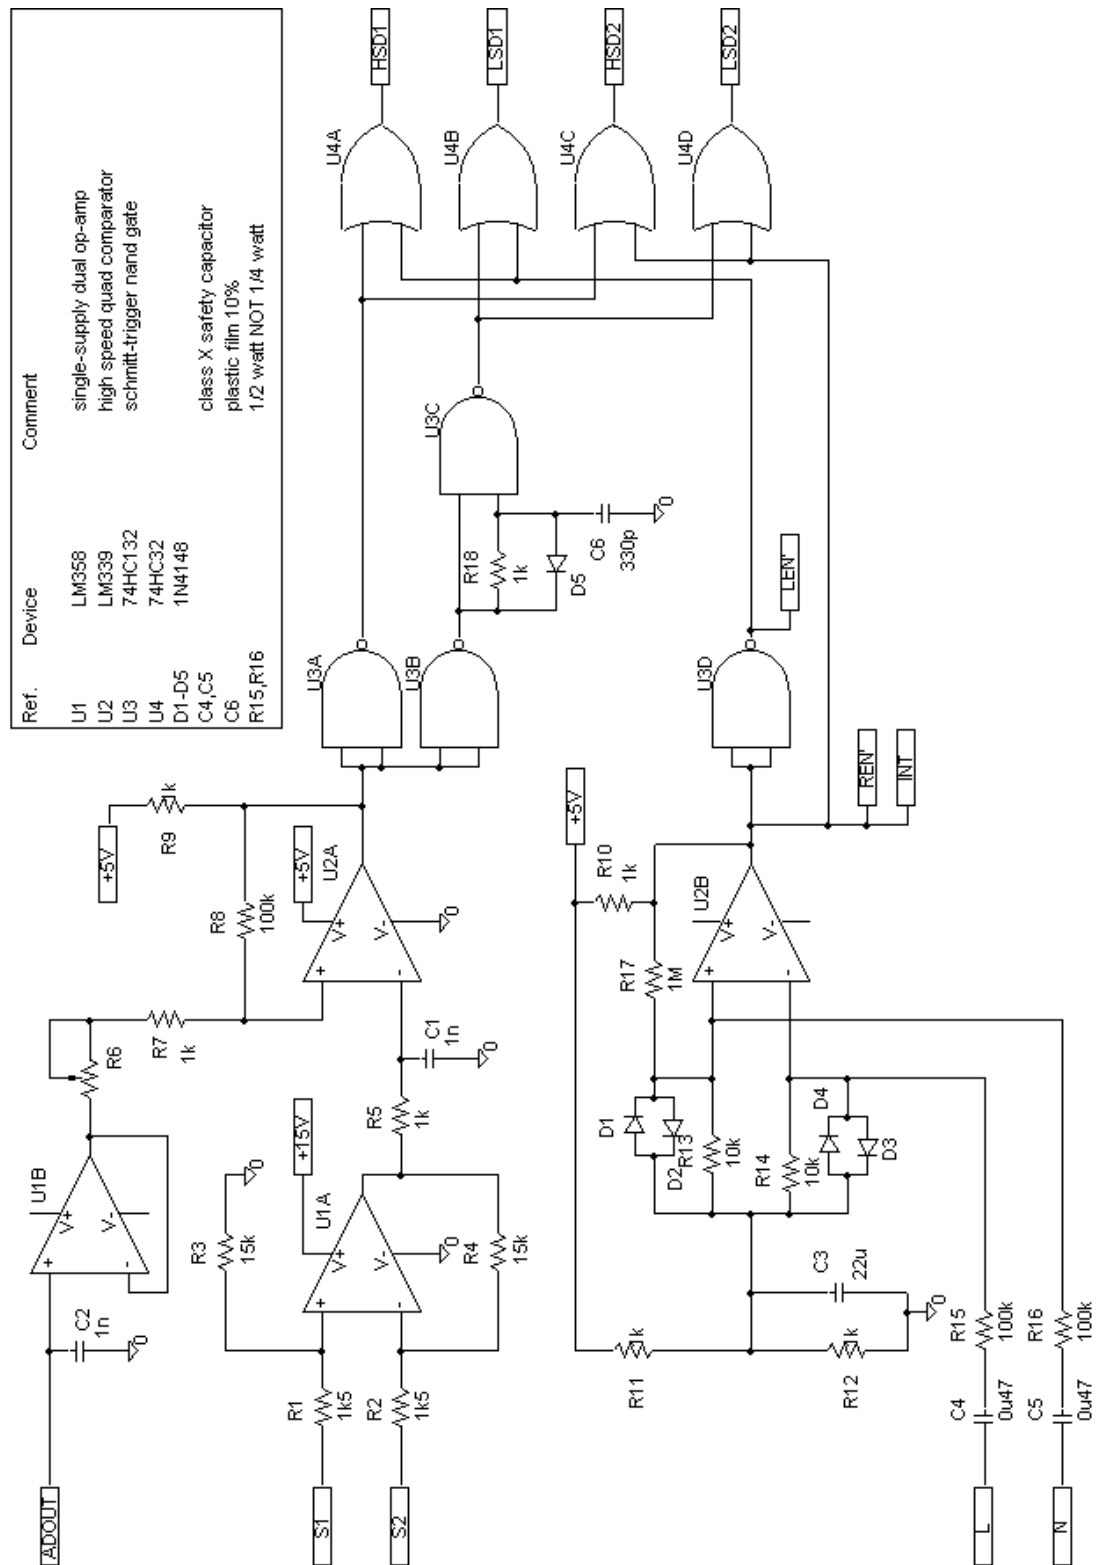 Ref. Device Comment
U1 LM358 single-supply dual op-amp
U2 LM339 high speed quad comparator
U3 74HC132 schmitt-trigger nand gate
U4 74HC32
D1-D5 1N4148
C4,C5 class X safety capacitor
C6 plastic film 10%
R15,R16 1/2 watt NOT 1/4 watt
ADOUT
C2
1n
0
U1B
V+
V-
+
-
R6
R7
1k
+5V
R9
1k
R8
100k
S1
S2
R1
1k5
R2
1k5
R3
15k
0
+15V
U1A
V+
V-
+
-
0
R4
15k
R5
1k
C1
1n
0
+5V
U2A
V+
V-
+
-
0
U3A
U3B
R18
1k
D5
C6
330p
0
U3C
U4A
HSD1
U4B
LSD1
U4C
HSD2
U4D
LSD2
+5V
R10
1k
R17
1M
U2B
V+
V-
+
-
U3D
LEN'
REN'
INT
D1
D2
R13
10k
R14
10k
D4
D3
R11
1k
R12
1k
C3
22u
0
L
C4
0u47
R15
100k
N
C5
0u47
R16
100k